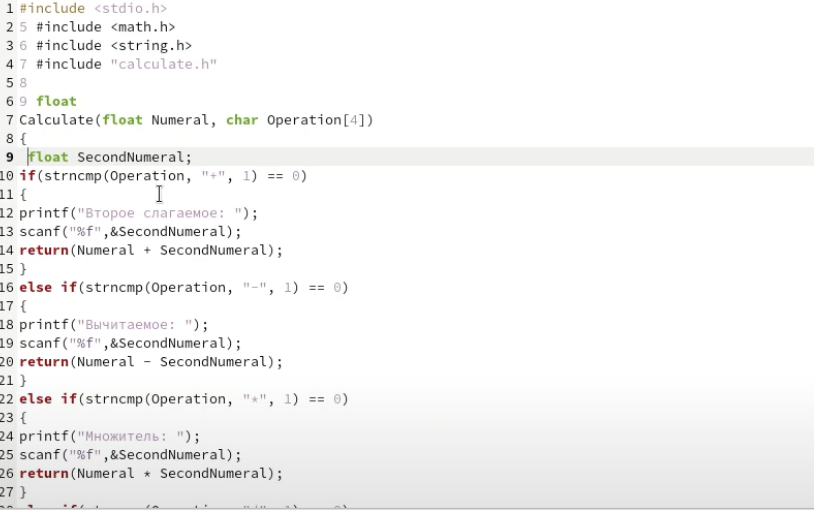 1 #include <stdio.h>
2 5 #include <math.h>
3 6 #include <string.h>
4 7 #include "calculate.h"
5 8
6 9 float
7 Calculate(float Numeral, char Operation[4])
8 {
9 float SecondNumeral;
10 if(strncmp(Operation, "+", 1) == 0)
11 {
12 printf("Второе слагаемое: ");
13 scanf("%f",&SecondNumeral);
14 return(Numeral + SecondNumeral);
15 }
16 else if(strncmp(Operation, "-", 1) == 0)
17 {
18 printf("Вычитаемое: ");
19 scanf("%f",&SecondNumeral);
20 return(Numeral - SecondNumeral);
21 }
22 else if(strncmp(Operation, "*", 1) == 0)
23 {
24 printf("Множитель: ");
25 scanf("%f",&SecondNumeral);
26 return(Numeral * SecondNumeral);
27 }